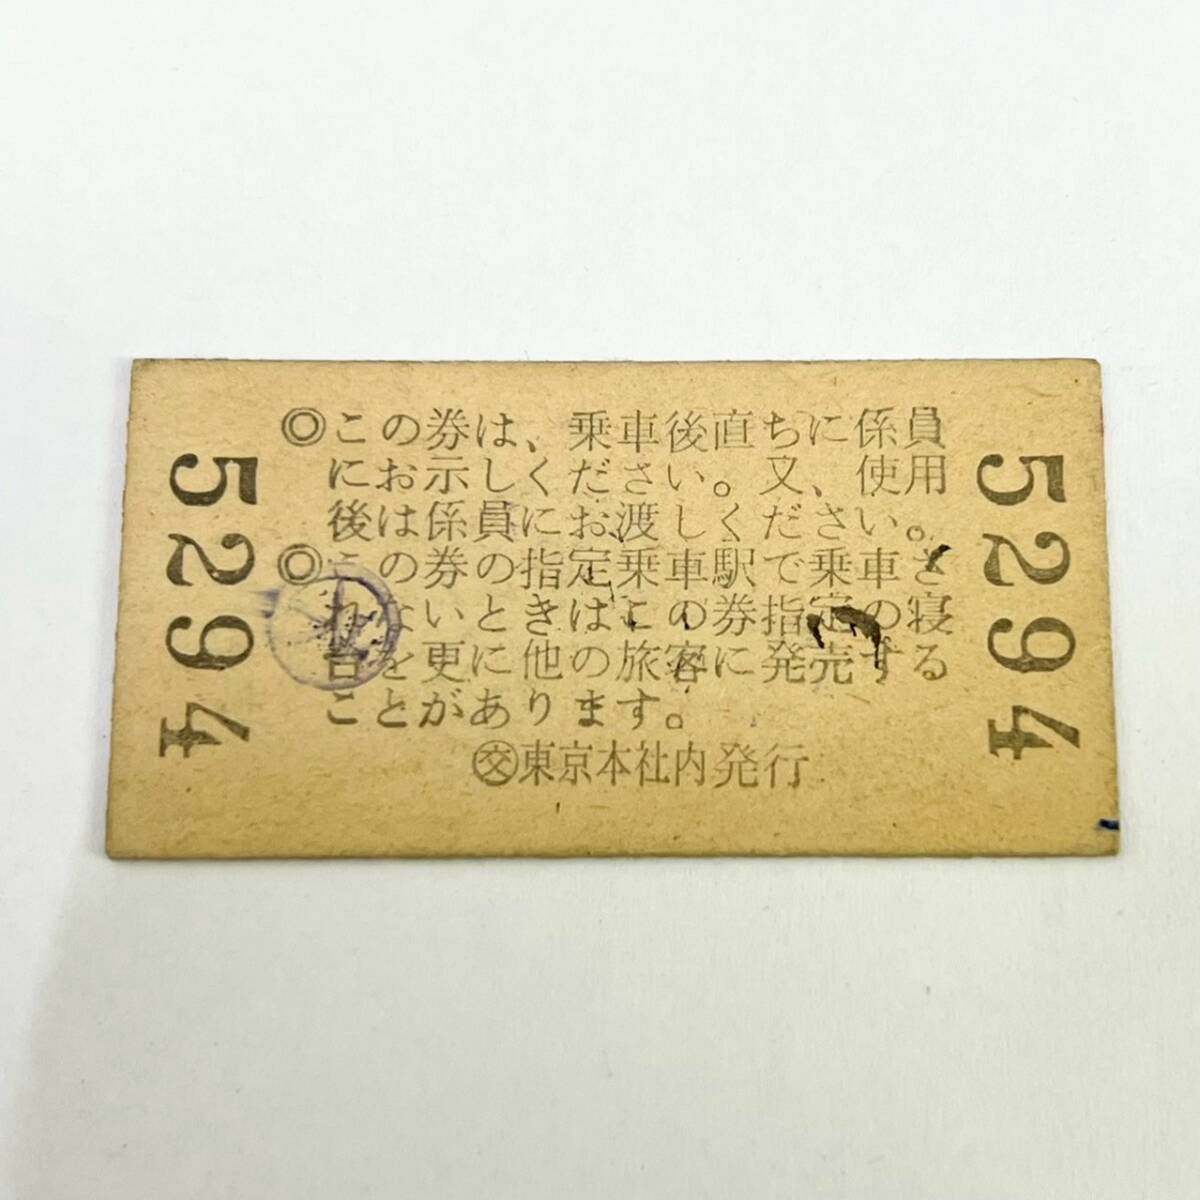 ◎この券は、乗車後直ちに係員
にお示しください。又、使用
後は係員にお渡しください。
◎この券の指定乗車駅で乗車さ
れないときはこの券指定の寝
台を更に他の旅客に発売する
ことがあります。
㊋東京本社内発行
5294
5294